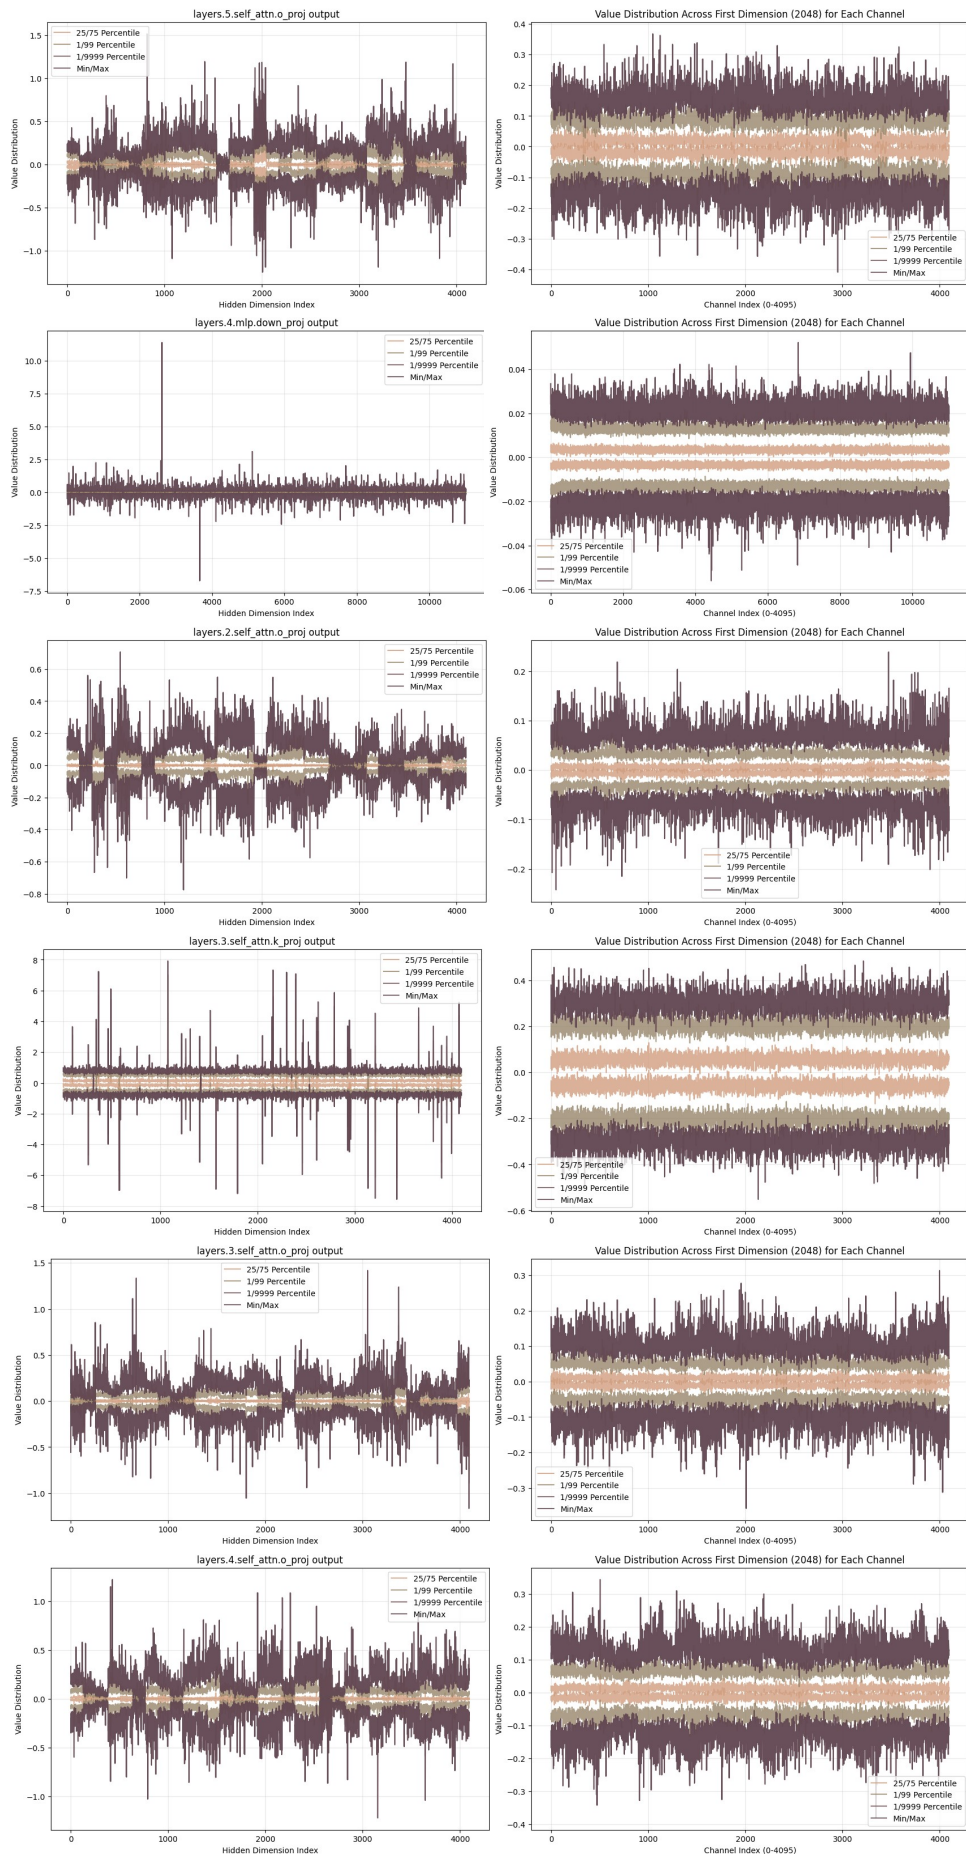 layers.5.self_attn.o_proj output
Value Distribution
1.5
1.0
0.5
0.0
−0.5
−1.0
0
1000
2000
3000
4000
Hidden Dimension Index
25/75 Percentile
1/99 Percentile
1/9999 Percentile
Min/Max
Value Distribution Across First Dimension (2048) for Each Channel
Value Distribution
0.4
0.3
0.2
0.1
0.0
−0.1
−0.2
−0.3
−0.4
0
1000
2000
3000
4000
Channel Index (0-4095)
25/75 Percentile
1/99 Percentile
1/9999 Percentile
Min/Max
layers.4.mlp.down_proj output
Value Distribution
10.0
7.5
5.0
2.5
0.0
−2.5
−5.0
−7.5
0
2000
4000
6000
8000
10000
Hidden Dimension Index
25/75 Percentile
1/99 Percentile
1/9999 Percentile
Min/Max
Value Distribution Across First Dimension (2048) for Each Channel
Value Distribution
0.04
0.02
0.00
−0.02
−0.04
−0.06
0
2000
4000
6000
8000
10000
Channel Index (0-4095)
25/75 Percentile
1/99 Percentile
1/9999 Percentile
Min/Max
layers.2.self_attn.o_proj output
Value Distribution
0.6
0.4
0.2
0.0
−0.2
−0.4
−0.6
−0.8
0
1000
2000
3000
4000
Hidden Dimension Index
25/75 Percentile
1/99 Percentile
1/9999 Percentile
Min/Max
Value Distribution Across First Dimension (2048) for Each Channel
Value Distribution
0.2
0.1
0.0
−0.1
−0.2
0
1000
2000
3000
4000
Channel Index (0-4095)
25/75 Percentile
1/99 Percentile
1/9999 Percentile
Min/Max
layers.3.self_attn.k_proj output
Value Distribution
8
6
4
2
0
−2
−4
−6
−8
0
1000
2000
3000
4000
Hidden Dimension Index
25/75 Percentile
1/99 Percentile
1/9999 Percentile
Min/Max
Value Distribution Across First Dimension (2048) for Each Channel
Value Distribution
0.4
0.2
0.0
−0.2
−0.4
−0.6
0
1000
2000
3000
4000
Channel Index (0-4095)
25/75 Percentile
1/99 Percentile
1/9999 Percentile
Min/Max
layers.3.self_attn.o_proj output
Value Distribution
1.5
1.0
0.5
0.0
−0.5
−1.0
0
1000
2000
3000
4000
Hidden Dimension Index
25/75 Percentile
1/99 Percentile
1/9999 Percentile
Min/Max
Value Distribution Across First Dimension (2048) for Each Channel
Value Distribution
0.3
0.2
0.1
0.0
−0.1
−0.2
−0.3
0
1000
2000
3000
4000
Channel Index (0-4095)
25/75 Percentile
1/99 Percentile
1/9999 Percentile
Min/Max
layers.4.self_attn.o_proj output
Value Distribution
1.0
0.5
0.0
−0.5
−1.0
0
1000
2000
3000
4000
Hidden Dimension Index
25/75 Percentile
1/99 Percentile
1/9999 Percentile
Min/Max
Value Distribution Across First Dimension (2048) for Each Channel
Value Distribution
0.3
0.2
0.1
0.0
−0.1
−0.2
−0.3
−0.4
0
1000
2000
3000
4000
Channel Index (0-4095)
25/75 Percentile
1/99 Percentile
1/9999 Percentile
Min/Max